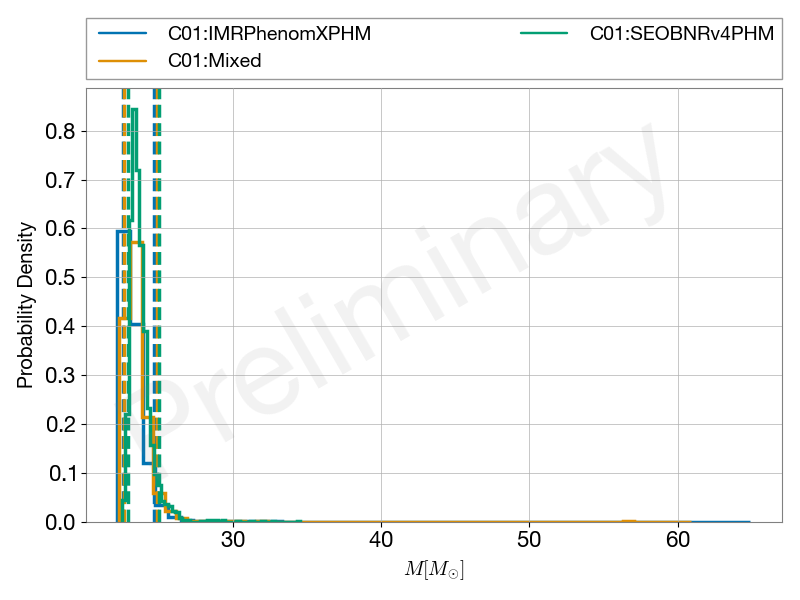 C01:IMRPhenomXPHM
C01:Mixed
C01:SEOBNRv4PHM
Preliminary
Probability Density
0.8
0.7
0.6
0.5
0.4
0.3
0.2
0.1
0.0
30 40 50 60
M[M☉]